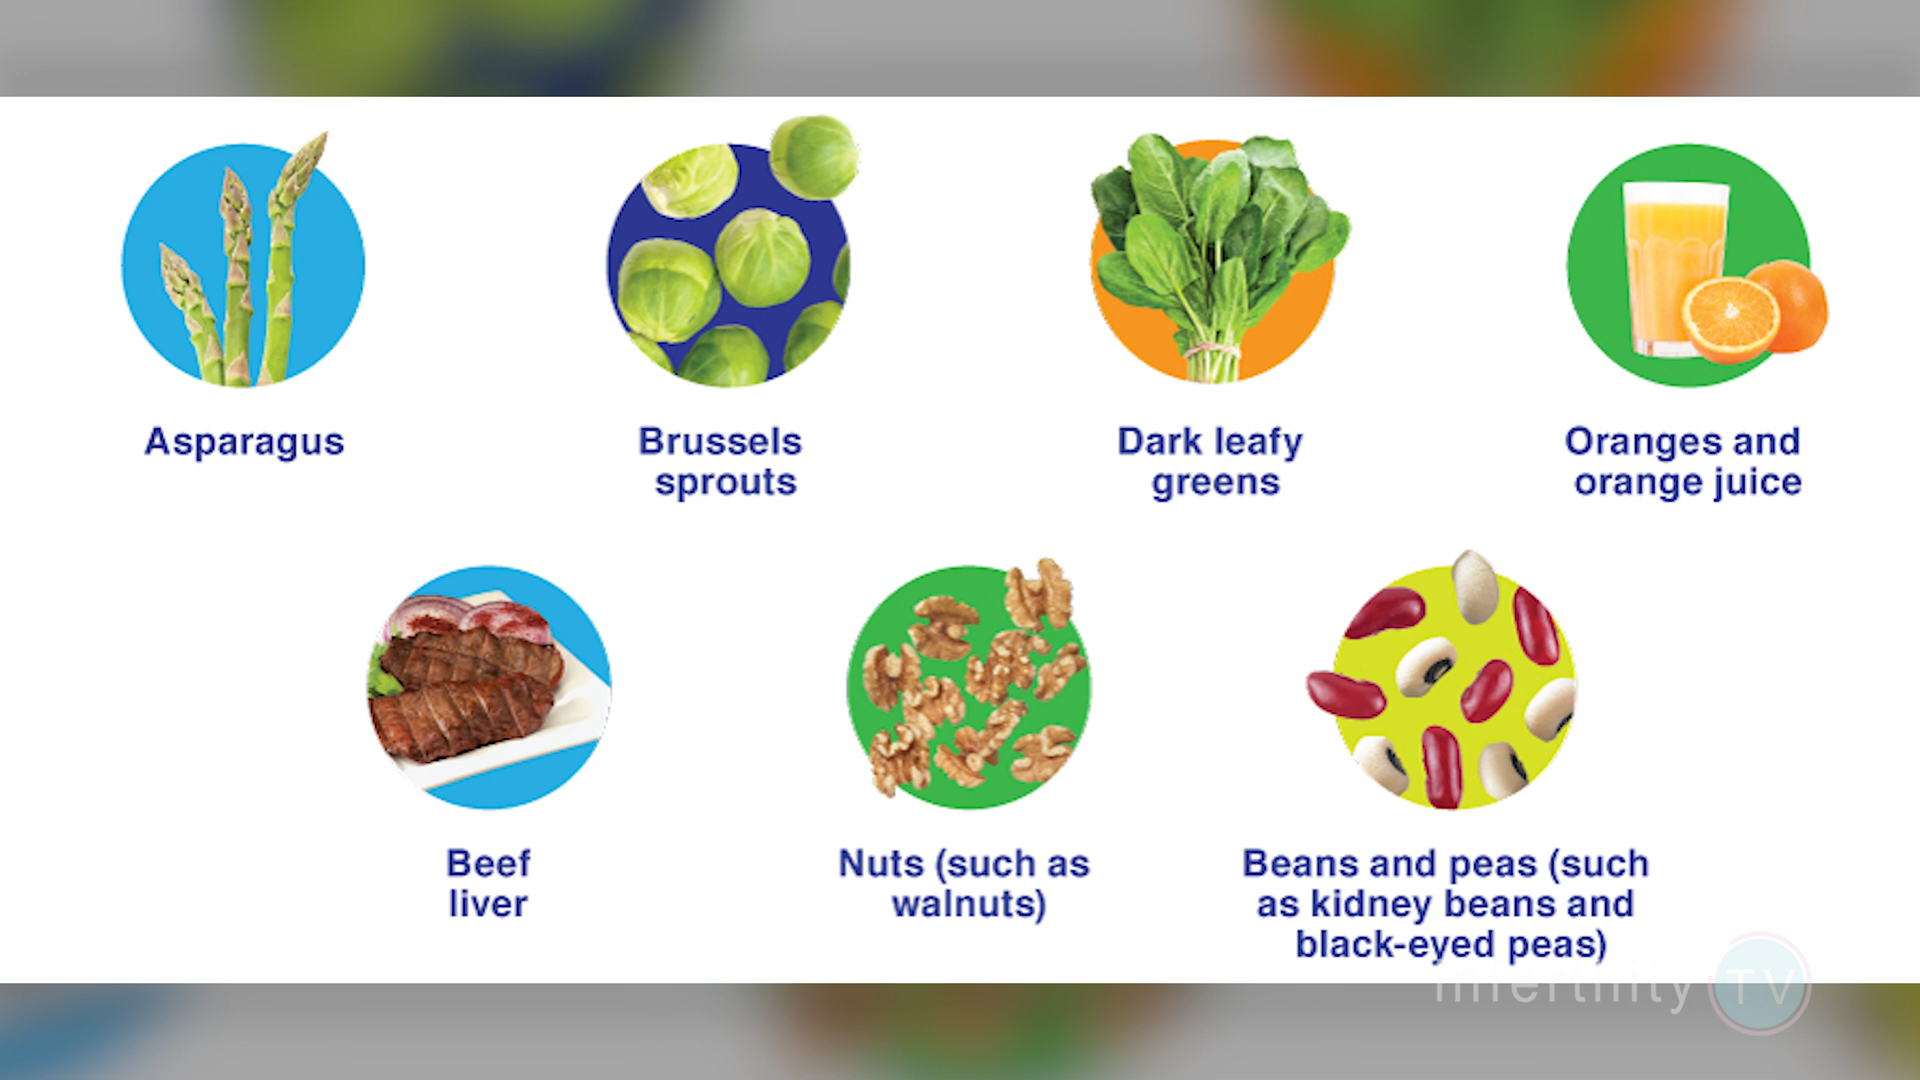 Asparagus
Brussels
sprouts
Dark leafy
greens
Oranges and
orange juice
Beef
liver
Nuts (such as
walnuts)
Beans and peas (such
as kidney beans and
black-eyed peas)
infertility TV